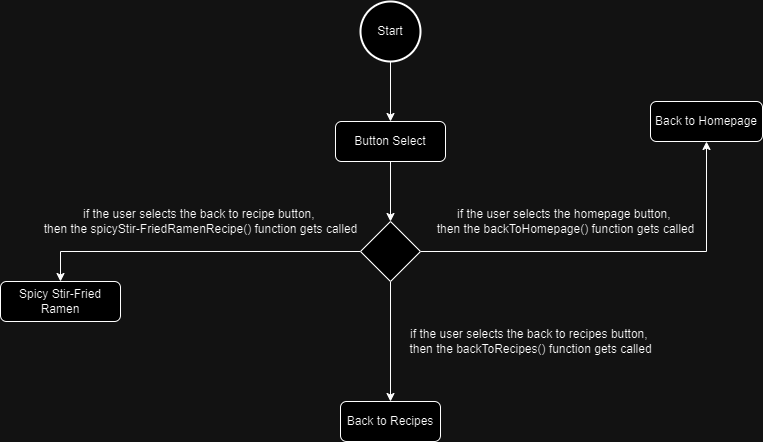 Start
Back to Homepage
Button Select
if the user selects the back to recipe button,
then the spicyStir-FriedRamenRecipe() function gets called
if the user selects the homepage button,
then the backToHomepage() function gets called
Spicy Stir-Fried
Ramen
if the user selects the back to recipes button,
then the backToRecipes() function gets called
Back to Recipes